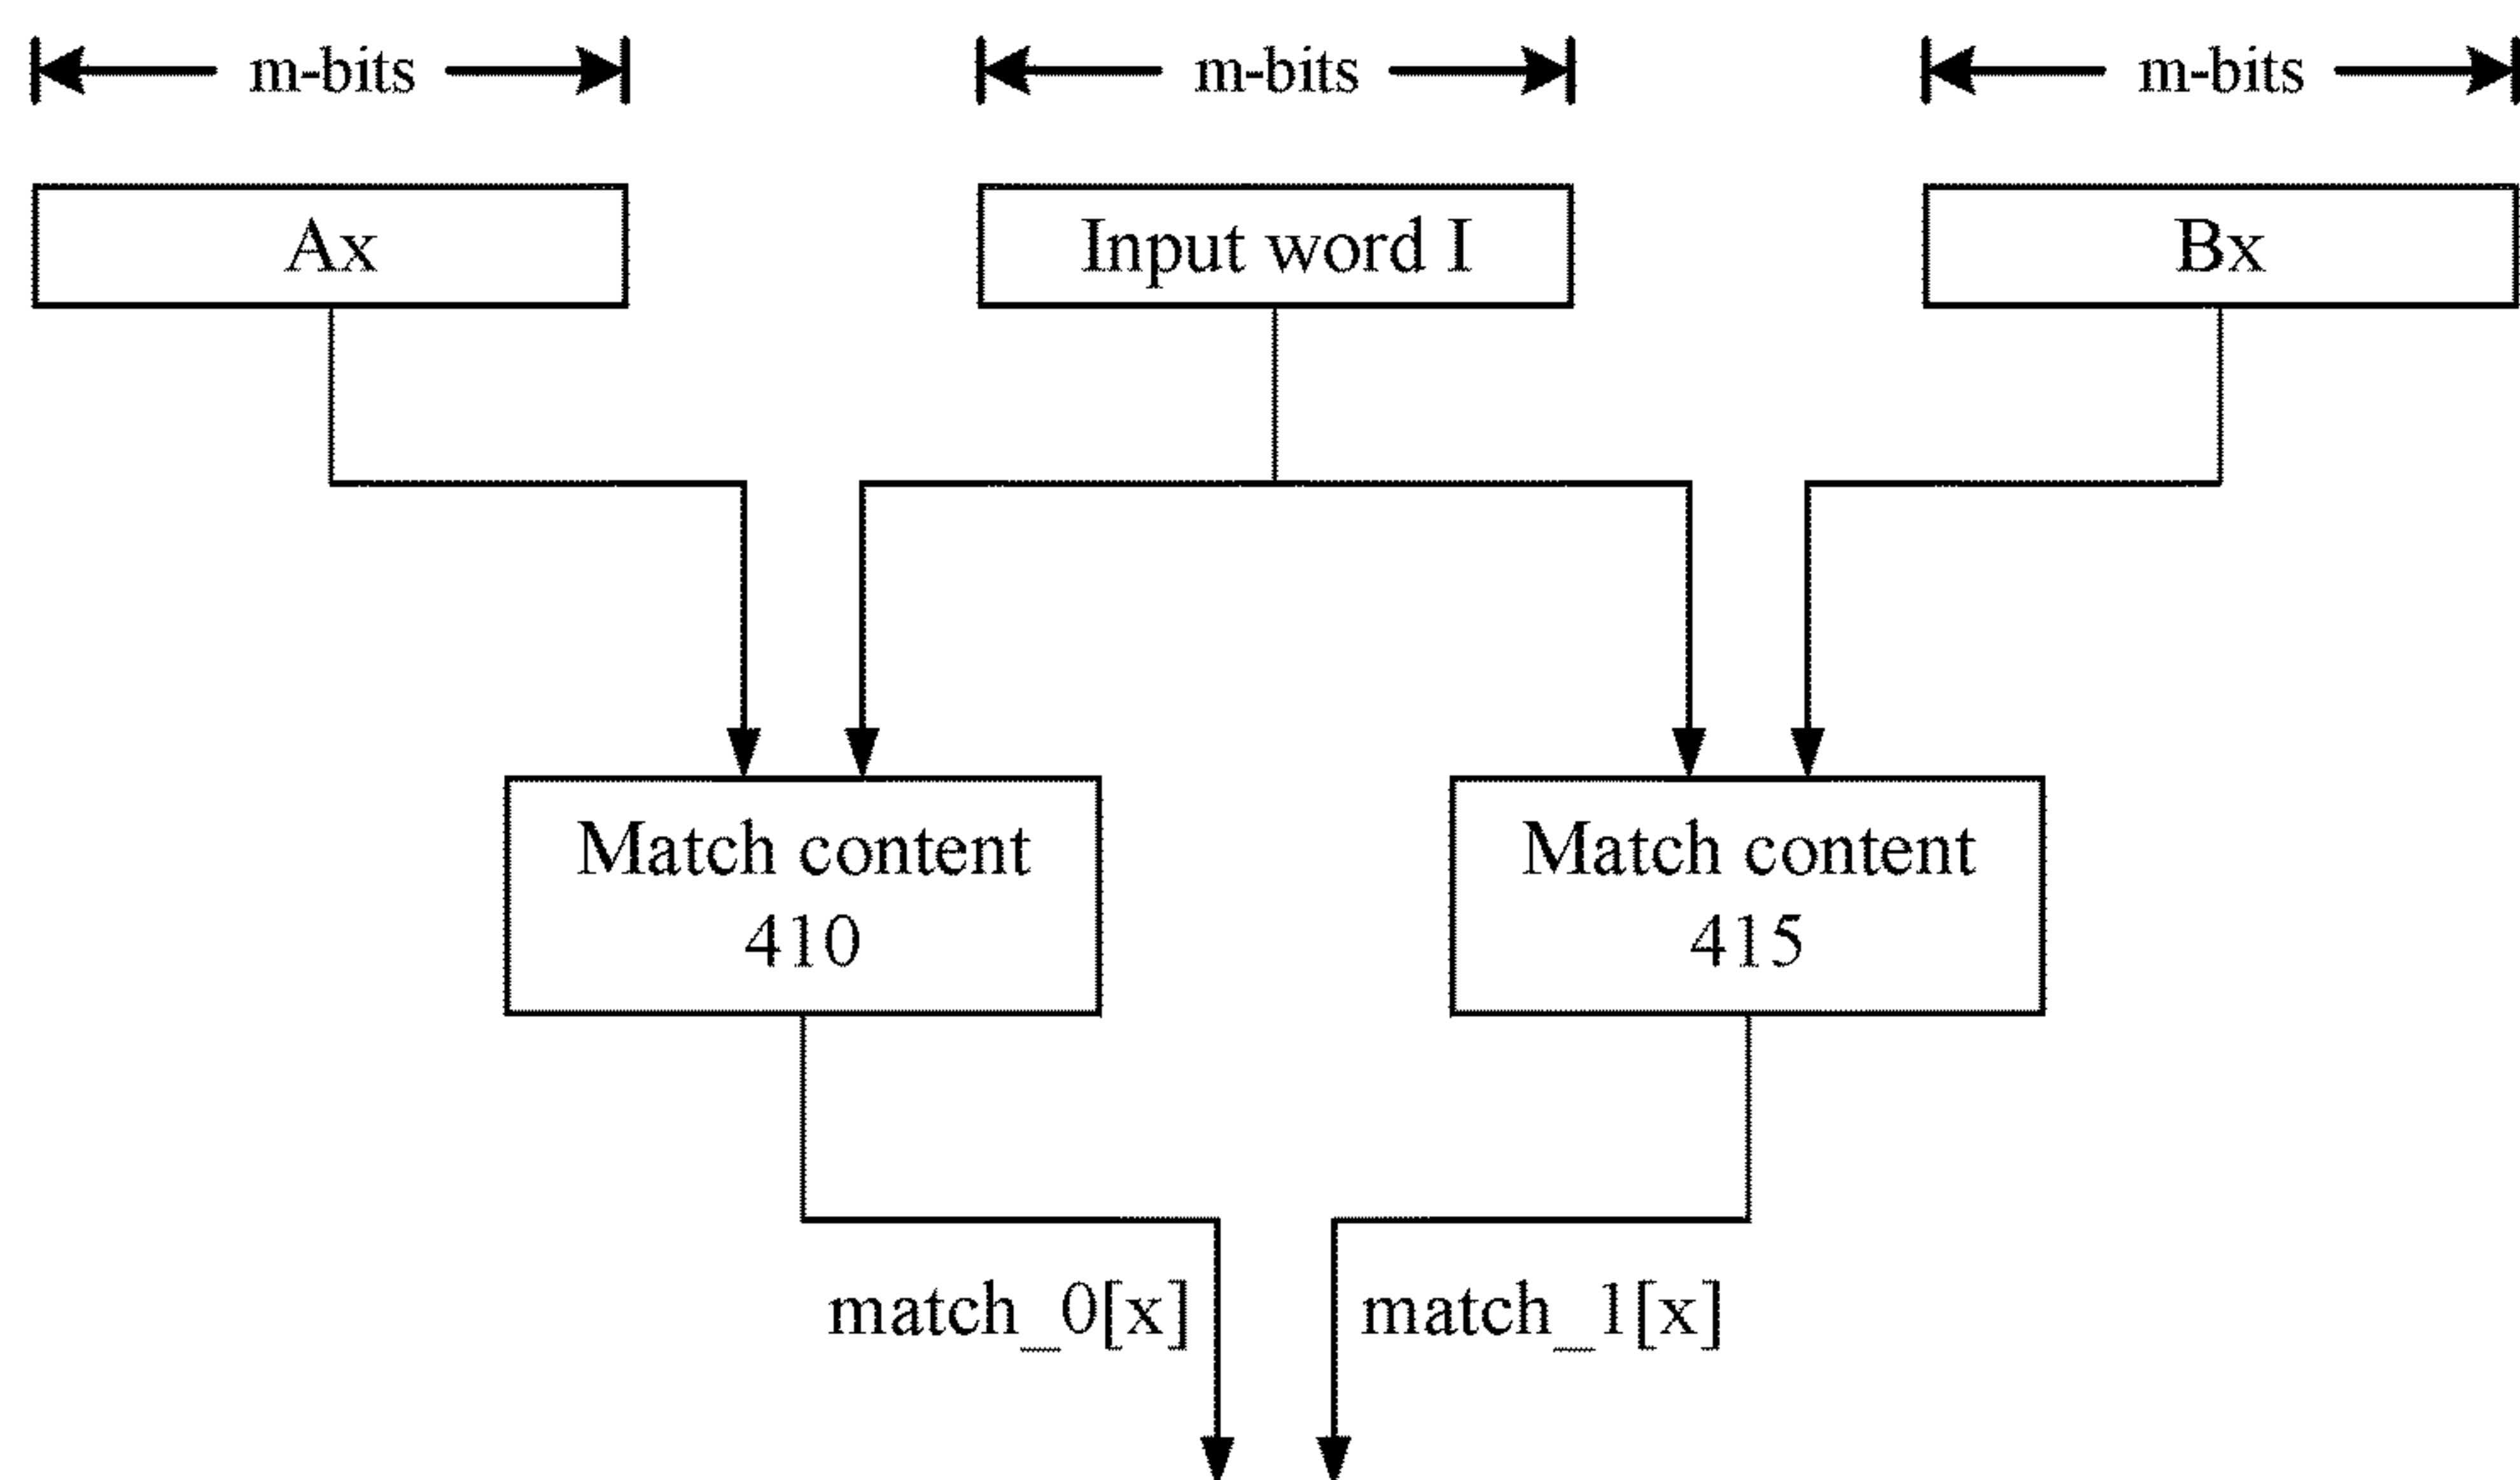 m-bits m-bits m-bits
Ax Input word I Bx
Match content Match content
410 415
match_0[x] match_1[x]